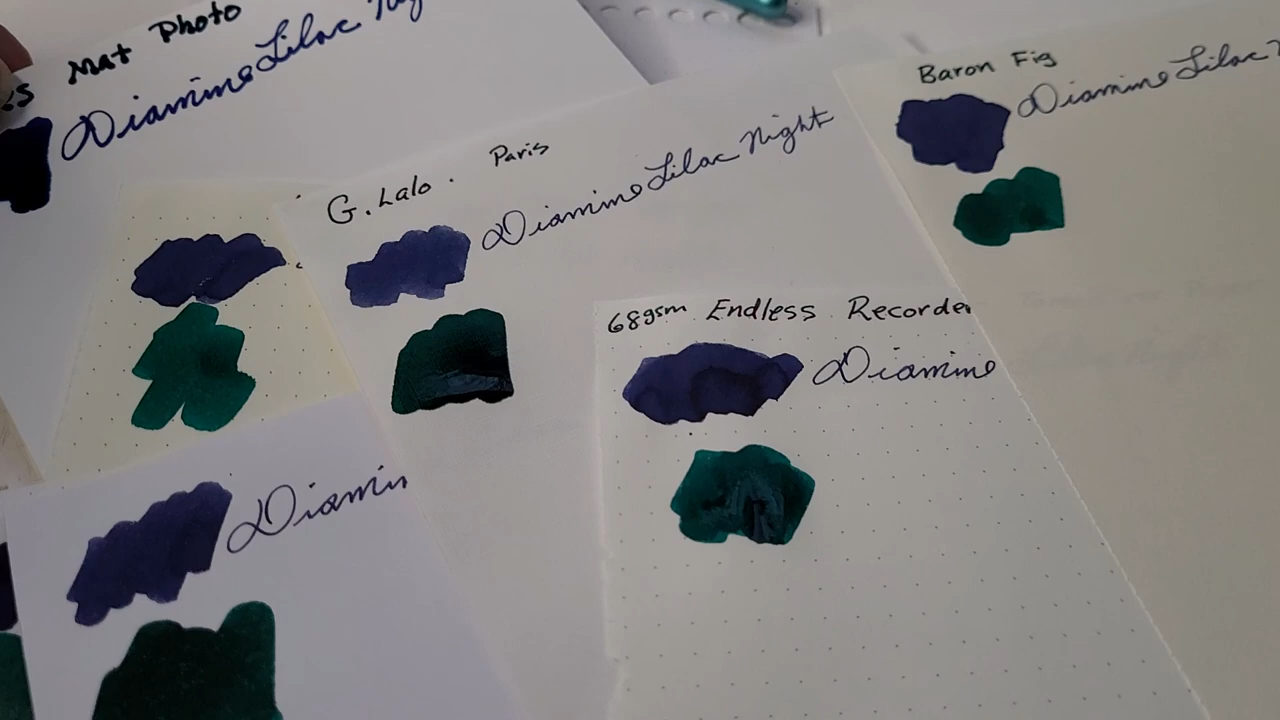 Mat Photo
Diamine Lilac
G. Lalo. Paris
Diamine Lilac Night
Baron Fig
Diamine Lilac
68gsm Endless Recorder
Diamine
Diamin